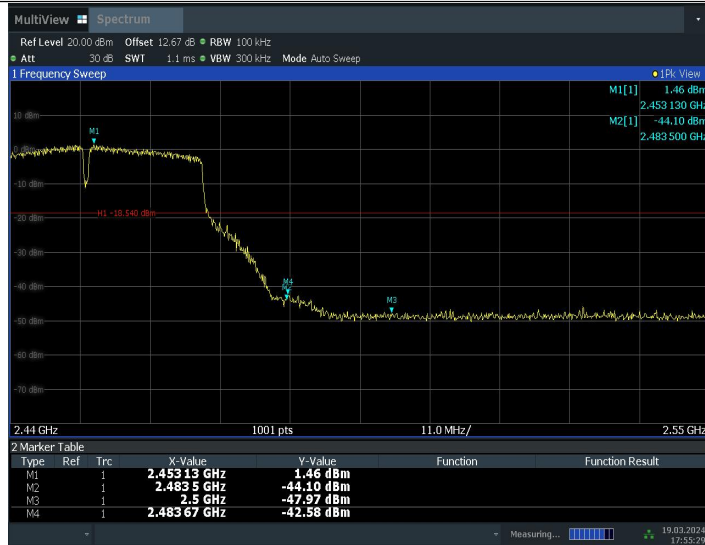 MultiView Spectrum
Ref Level 20.00 dBm Offset 12.67 dB RBW 100 kHz
Att 30 dB SWT 1.1 ms VBW 300 kHz Mode Auto Sweep
1 Frequency Sweep 1Pk View
M1[1] 1.46 dBm
2.453 130 GHz
M2[1] -44.10 dBm
2.483 500 GHz
10 dBm
M1
0 dBm
-10 dBm
H1 -18.540 dBm
-20 dBm
-30 dBm
-40 dBm
M4
M3
-50 dBm
-60 dBm
-70 dBm
2.44 GHz 1001 pts 11.0 MHz/ 2.55 GHz
2 Marker Table
Type Ref Trc X-Value Y-Value Function Function Result
M1 1 2.453 13 GHz 1.46 dBm
M2 1 2.483 5 GHz -44.10 dBm
M3 1 2.5 GHz -47.97 dBm
M4 1 2.483 67 GHz -42.58 dBm
Measuring... 19.03.2024
17:55:29